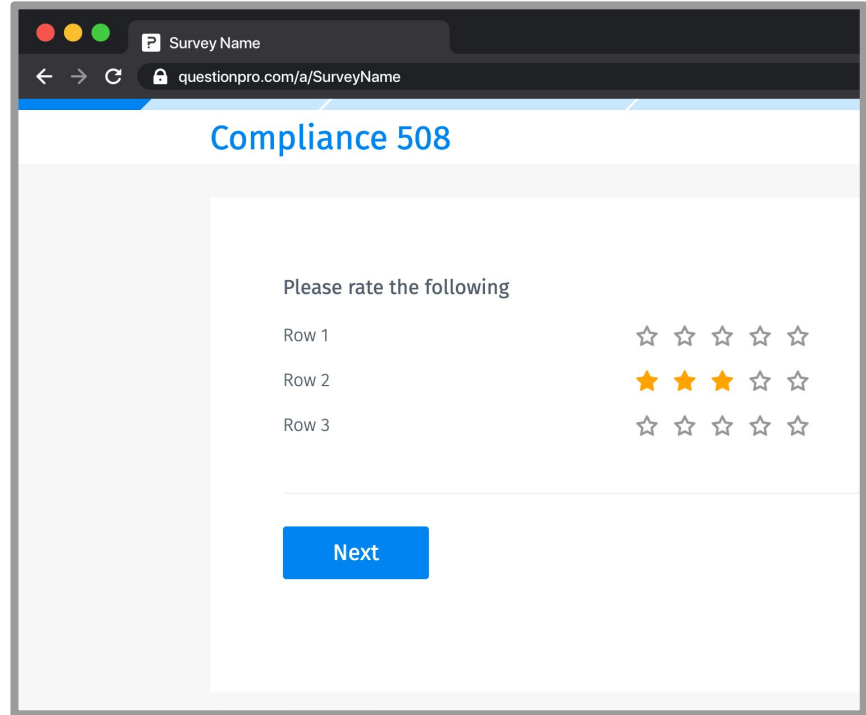 Survey Name
questionpro.com/a/SurveyName
Compliance 508
Please rate the following
Row 1
Row 2
Row 3
Next